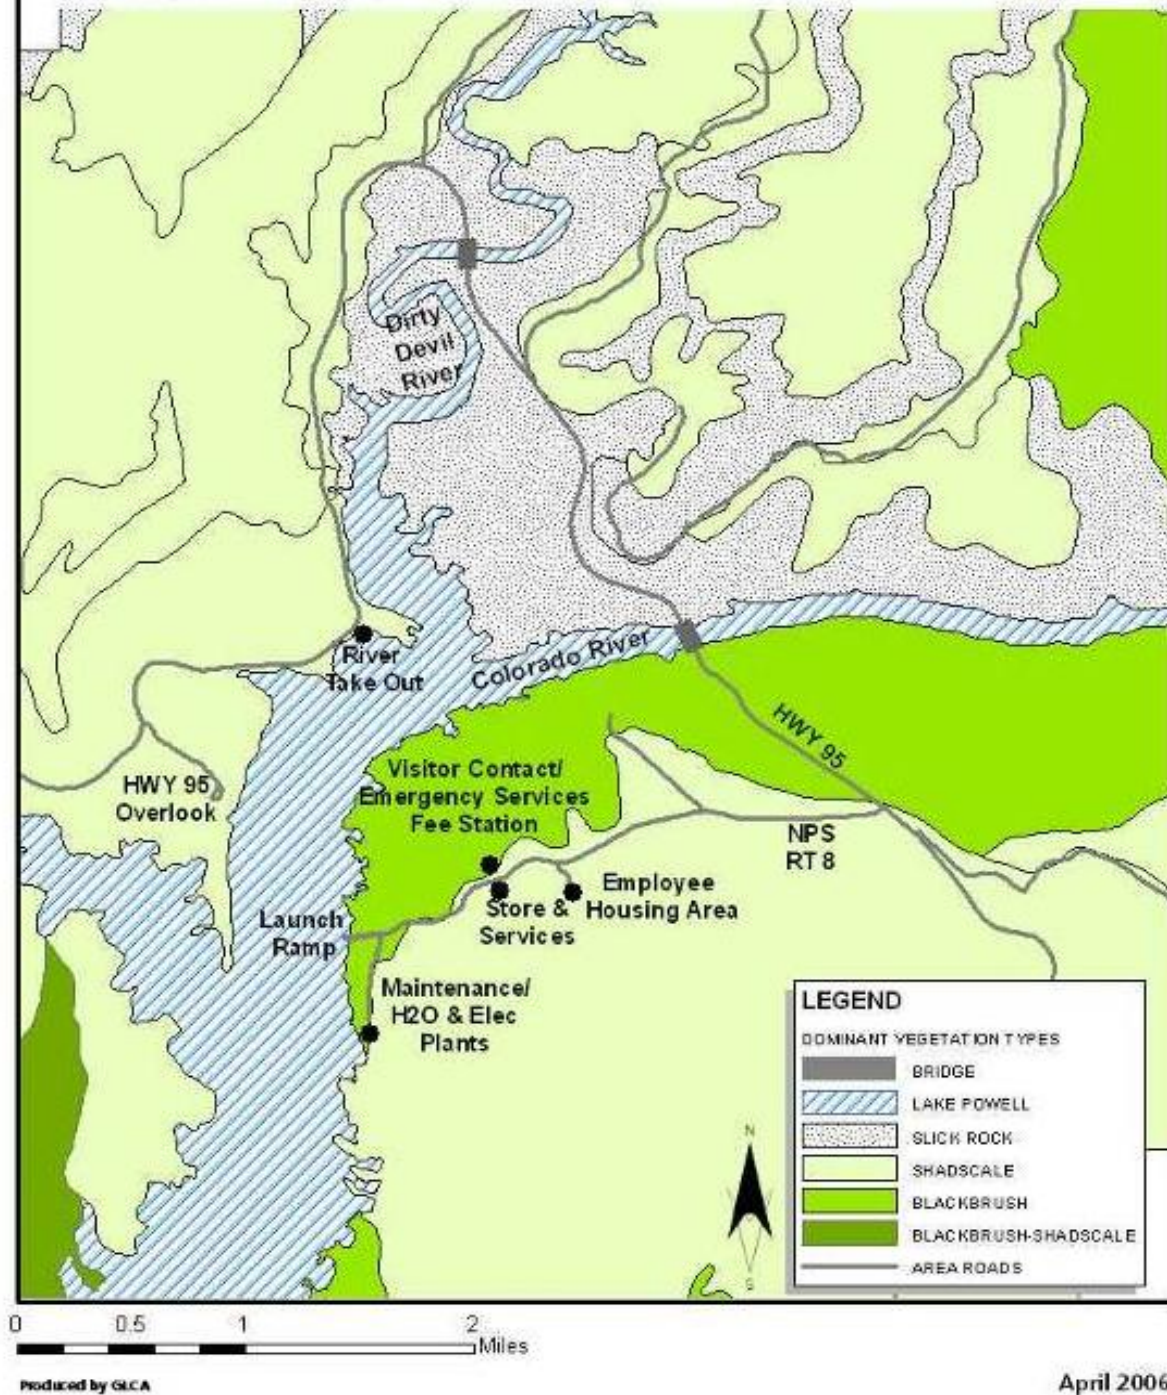 Dirty
Devil
River
River
Take Out
Colorado River
HWY 95
HWY 95
Overlook
Visitor Contact/
Emergency Services
Fee Station
NPS
RT 8
Employee
Housing Area
Store &
Services
Launch
Ramp
Maintenance/
H2O & Elec
Plants
LEGEND
DOMINANT VEGETATION TYPES
BRIDGE
LAKE POWELL
SLICK ROCK
SHADSCALE
BLACKBRUSH
BLACKBRUSH-SHADSCALE
AREA ROADS
N
S
0 0.5 1 2
Miles
Produced by GLCA
April 2006